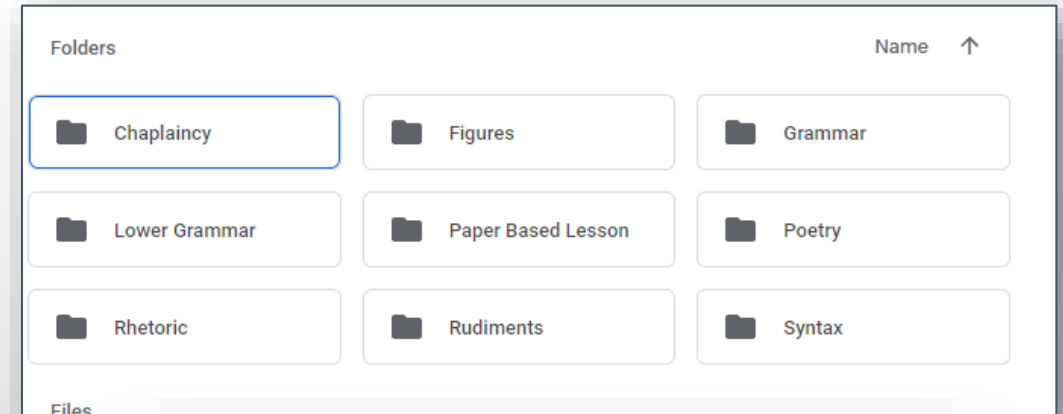 Folders Name
Chaplaincy Figures Grammar
Lower Grammar Paper Based Lesson Poetry
Rhetoric Rudiments Syntax
Files